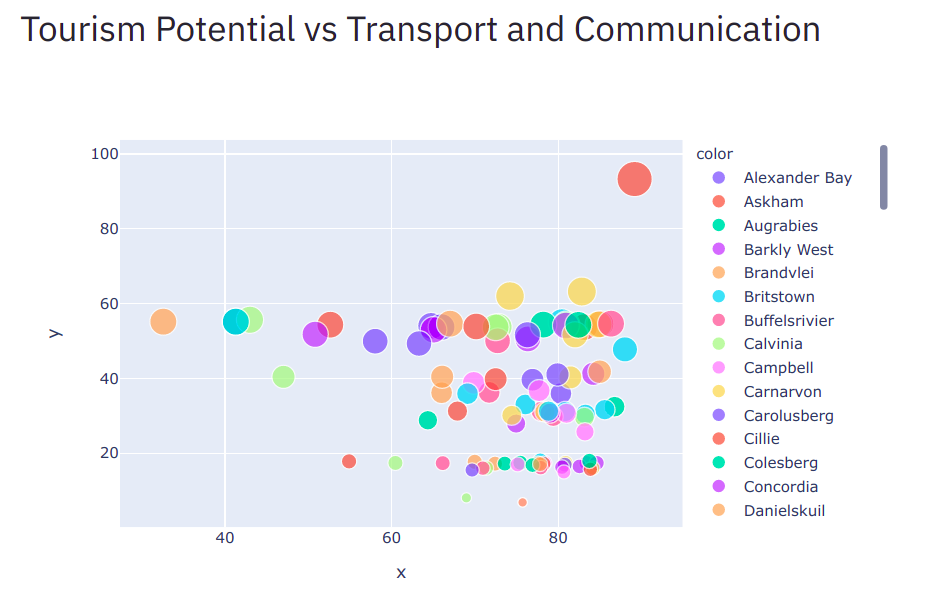 Tourism Potential vs Transport and Communication
100
80
60
40
20
y
40 60 80
x
color
Alexander Bay
Askham
Augrabies
Barkly West
Brandvlei
Britstown
Buffelsrivier
Calvinia
Campbell
Carnarvon
Carolusberg
Cillie
Colesberg
Concordia
Danielskuil